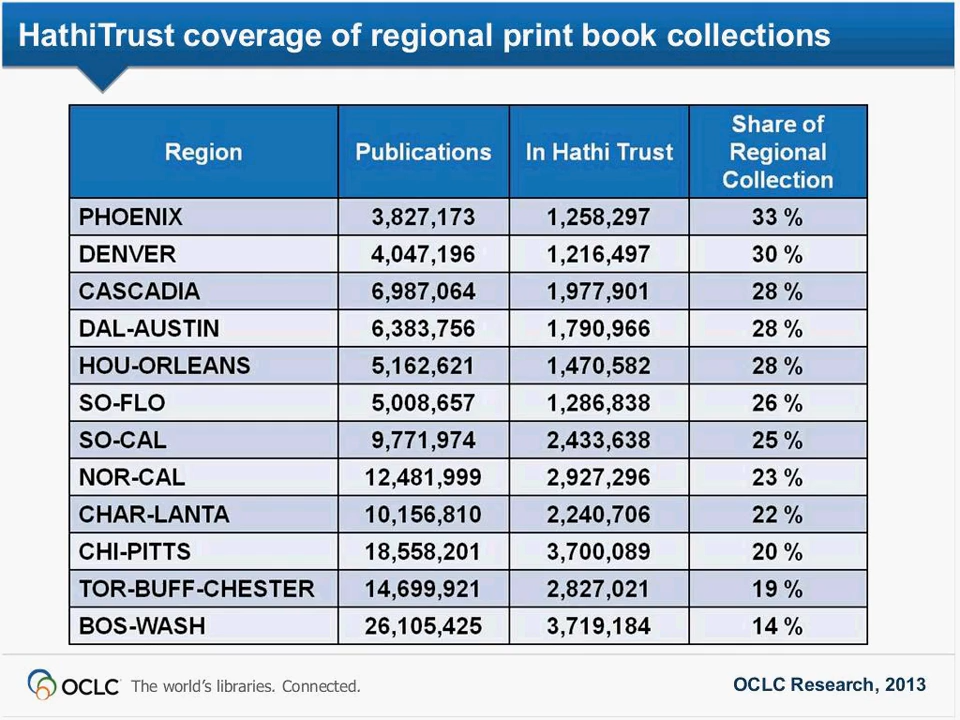 HathiTrust coverage of regional print book collections
Region Publications In Hathi Trust Share of Regional Collection
PHOENIX 3,827,173 1,258,297 33 %
DENVER 4,047,196 1,216,497 30 %
CASCADIA 6,987,064 1,977,901 28 %
DAL-AUSTIN 6,383,756 1,790,966 28 %
HOU-ORLEANS 5,162,621 1,470,582 28 %
SO-FLO 5,008,657 1,286,838 26 %
SO-CAL 9,771,974 2,433,638 25 %
NOR-CAL 12,481,999 2,927,296 23 %
CHAR-LANTA 10,156,810 2,240,706 22 %
CHI-PITTS 18,558,201 3,700,089 20 %
TOR-BUFF-CHESTER 14,699,921 2,827,021 19 %
BOS-WASH 26,105,425 3,719,184 14 %
OCLC The world's libraries. Connected. OCLC Research, 2013